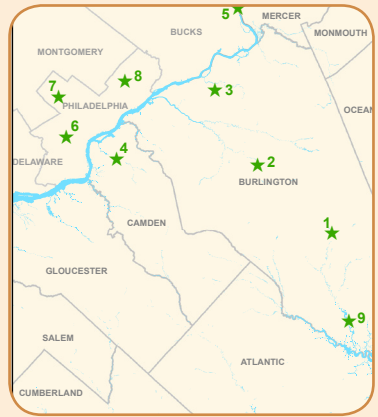 5
MERCER
BUCKS
MONMOUTH
MONTGOMERY
8
7
3
PHILADELPHIA
OCEAN
6
4
DELAWARE
2
BURLINGTON
CAMDEN
1
GLOUCESTER
9
SALEM
ATLANTIC
CUMBERLAND